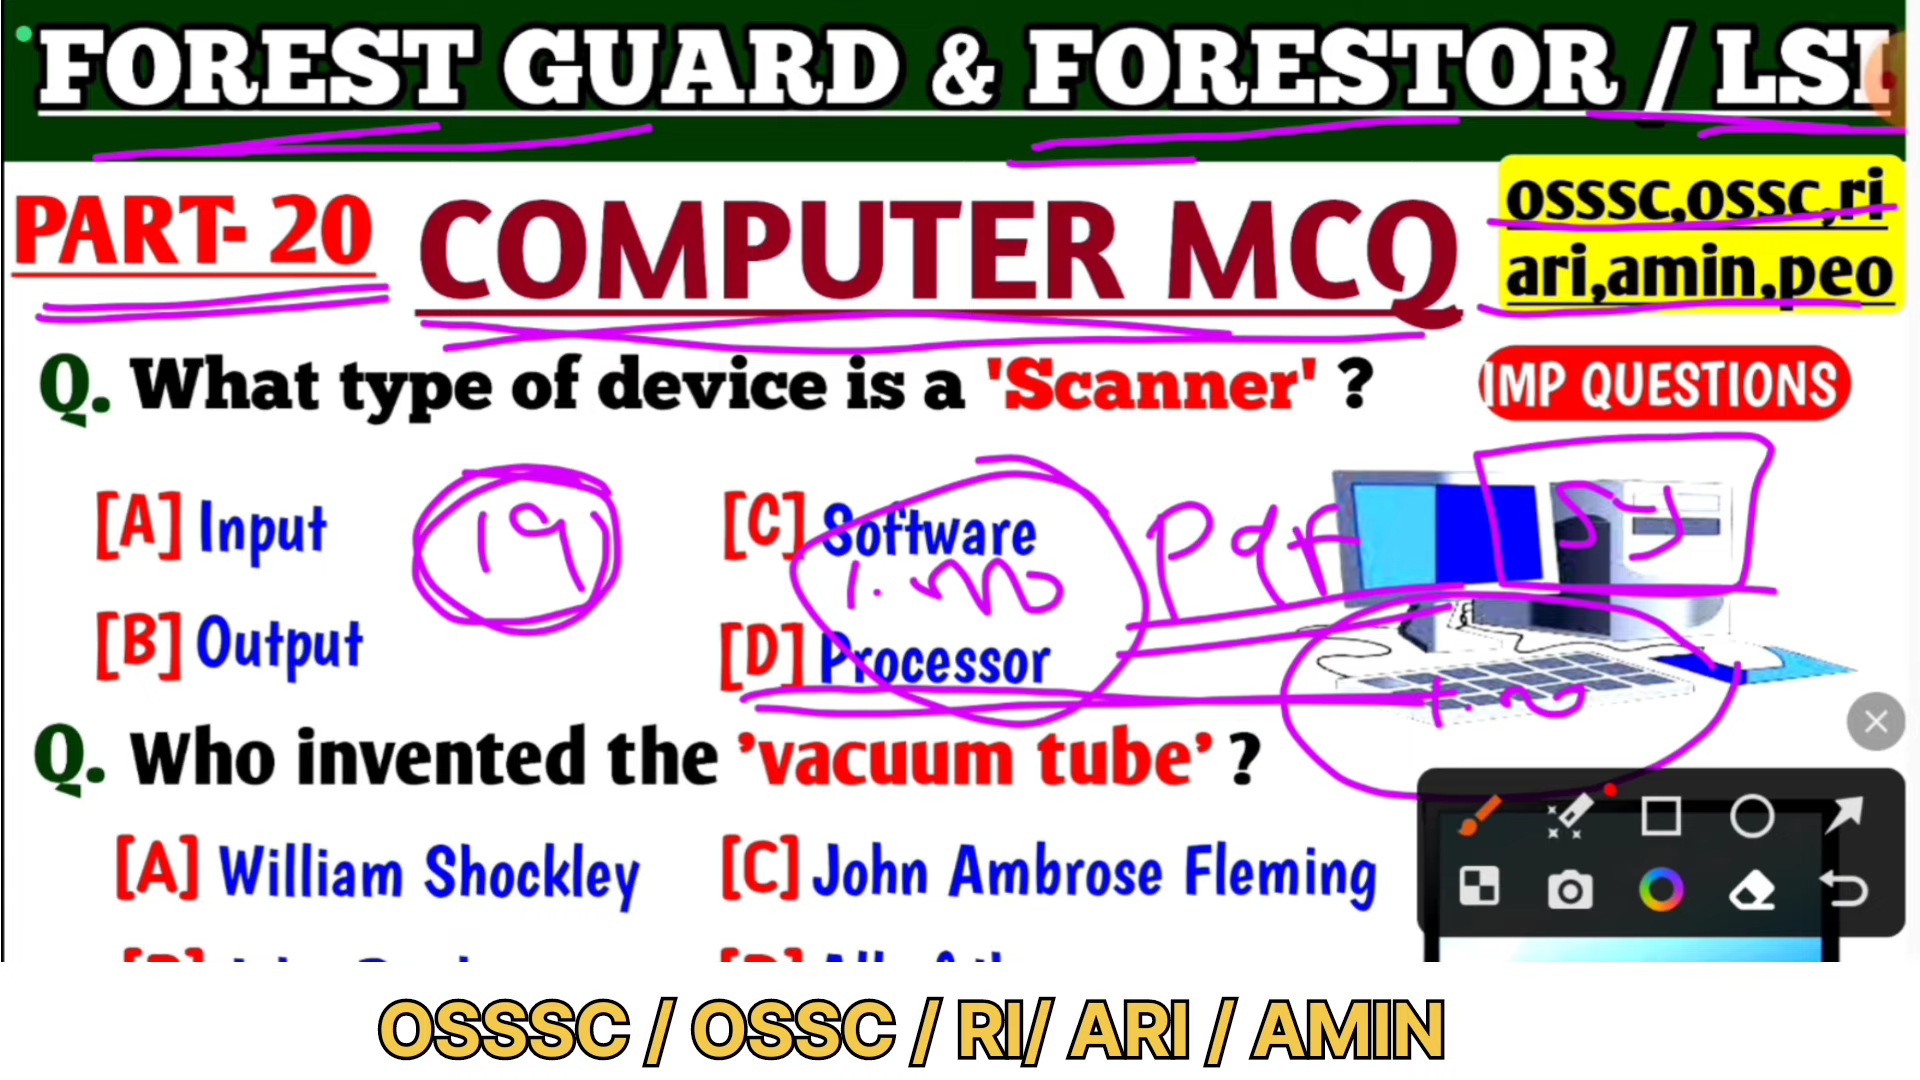 FOREST GUARD & FORESTOR / LSI
PART- 20 COMPUTER MCQ
osssc,ossc,ri
ari,amin,peo
Q. What type of device is a 'Scanner' ?
IMP QUESTIONS
[A] Input
19
[C] Software
Pdf
[B] Output
[D] Processor
Q. Who invented the ’vacuum tube’ ?
[A] William Shockley
[C] John Ambrose Fleming
OSSSC / OSSC / RI/ ARI / AMIN